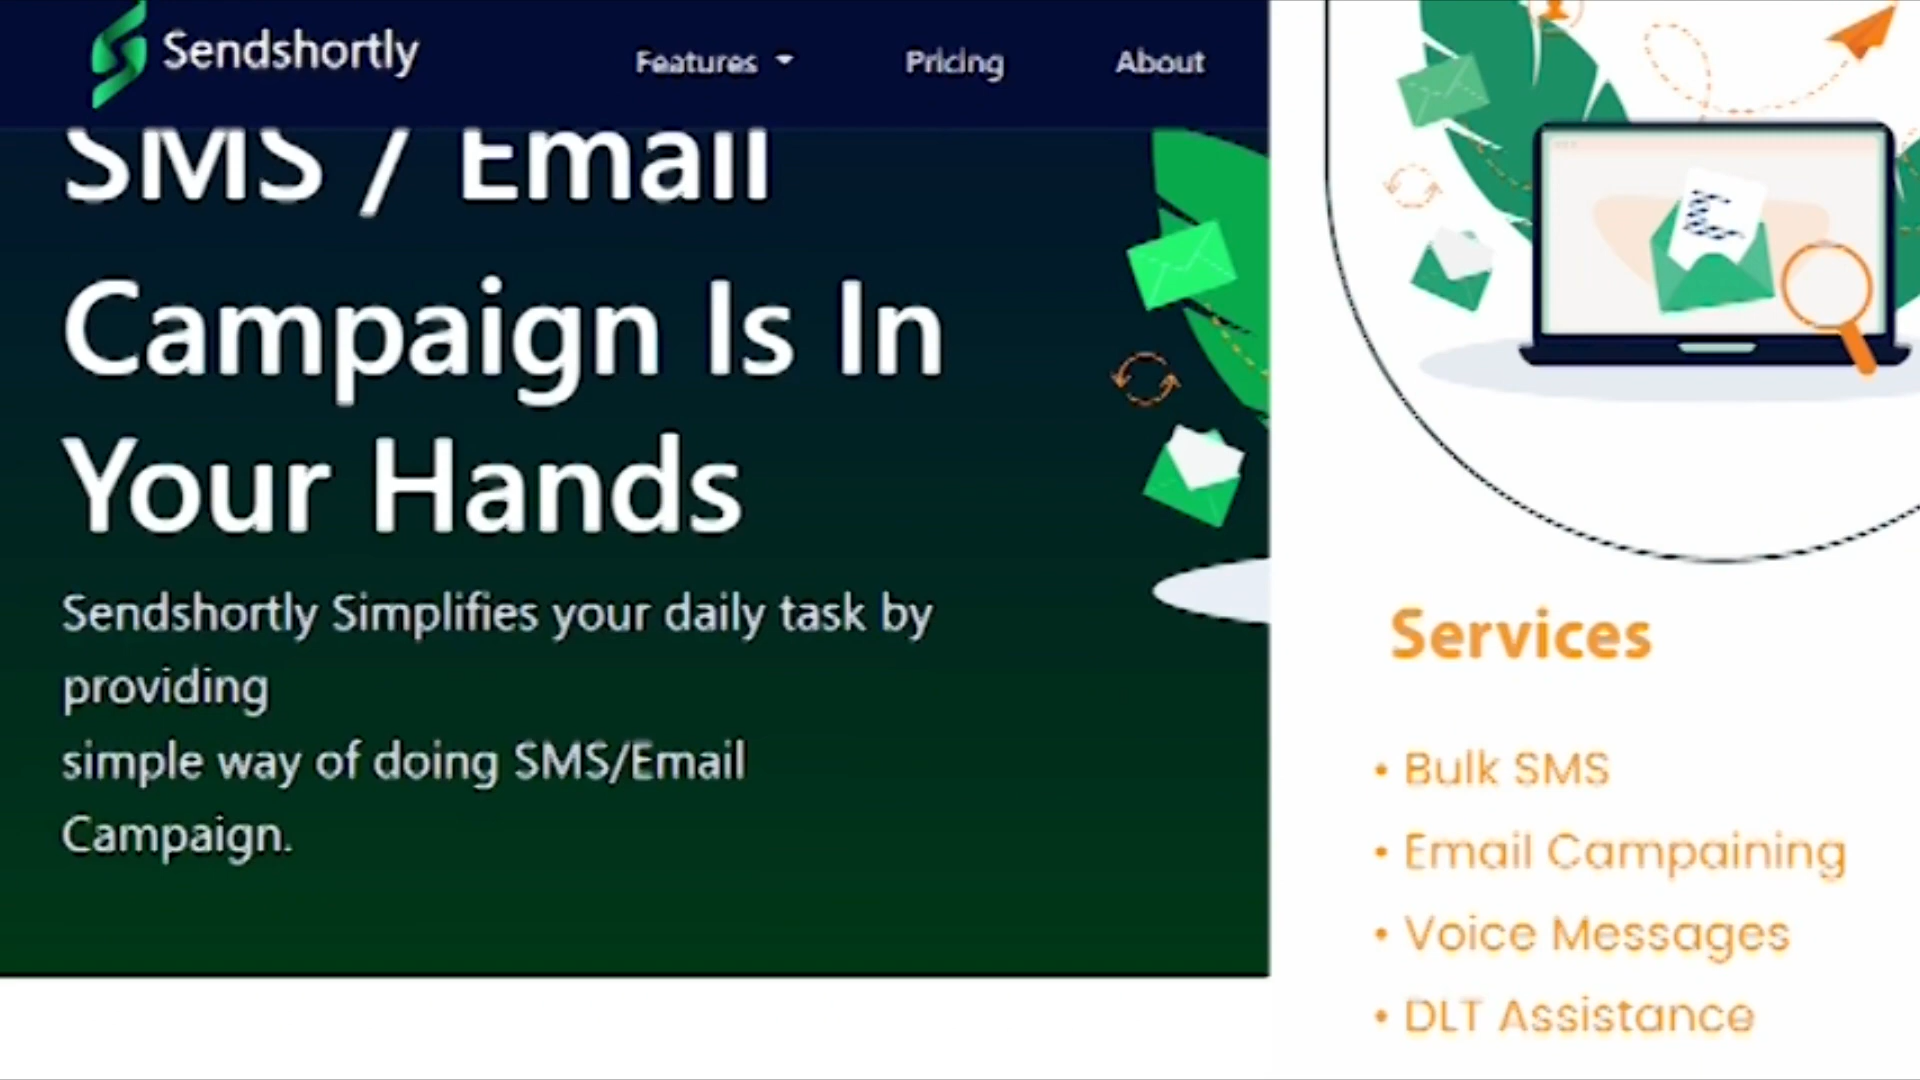 Sendshortly
Features
Pricing
About
SMS / Email
Campaign Is In
Your Hands
Sendshortly Simplifies your daily task by
providing
simple way of doing SMS/Email
Campaign.
Services
• Bulk SMS
• Email Campaining
• Voice Messages
• DLT Assistance